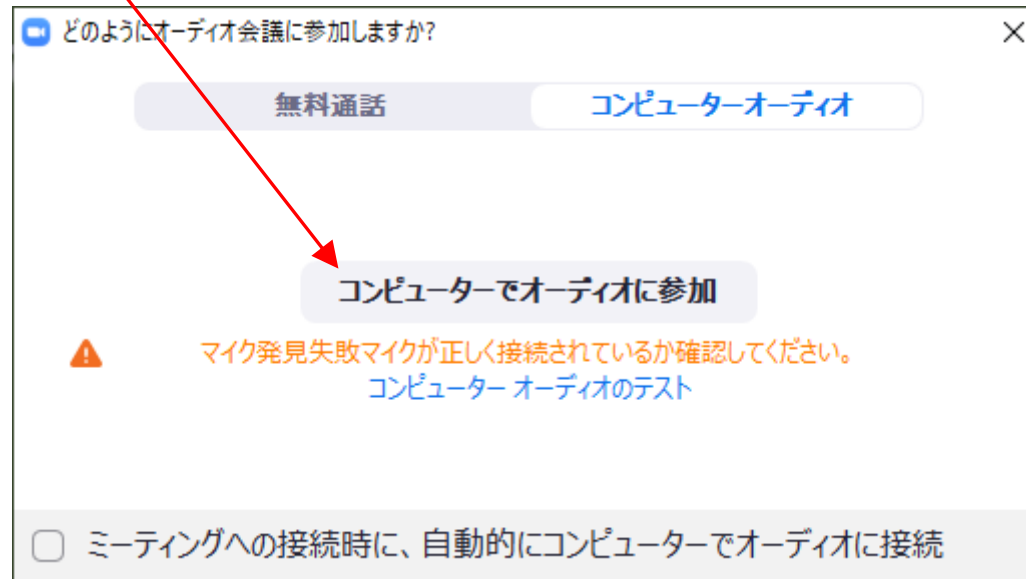 どのようにオーディオ会議に参加しますか?
無料通話
コンピューターオーディオ
コンピューターでオーディオに参加
マイク発見失敗マイクが正しく接続されているか確認してください。
コンピューター オーディオのテスト
ミーティングへの接続時に、自動的にコンピューターでオーディオに接続